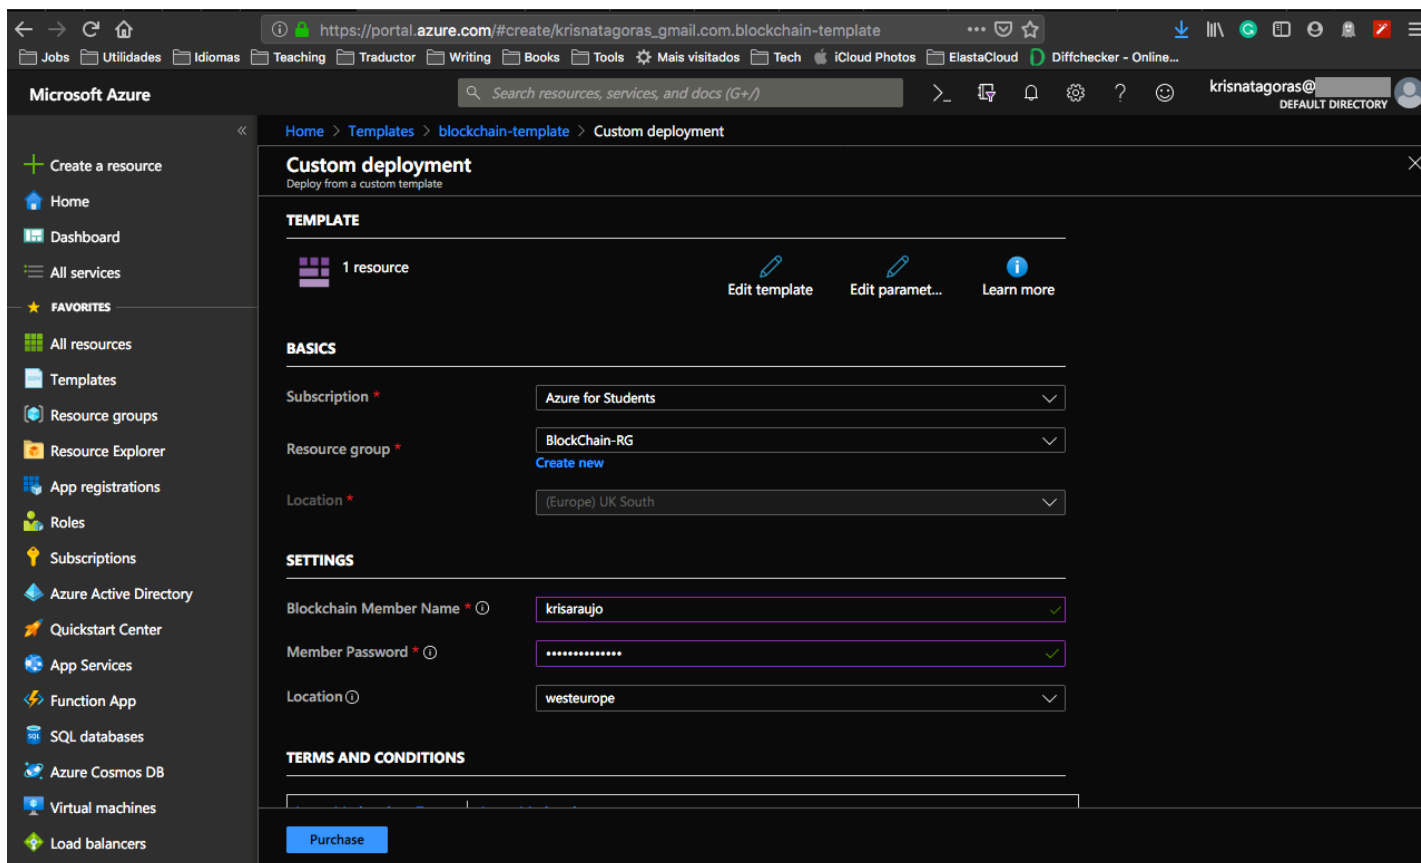 https://portal.azure.com/#create/krisnatagoras_gmail.com.blockchain-template
Jobs Utilidades Idiomas Teaching Traductor Writing Books Tools Mais visitados Tech iCloud Photos ElastaCloud Diffchecker - Online...
Microsoft Azure
Search resources, services, and docs (G+/)
krisnatagoras@
DEFAULT DIRECTORY
Home > Templates > blockchain-template > Custom deployment
Create a resource
Home
Dashboard
All services
FAVORITES
All resources
Templates
Resource groups
Resource Explorer
App registrations
Roles
Subscriptions
Azure Active Directory
Quickstart Center
App Services
Function App
SQL databases
Azure Cosmos DB
Virtual machines
Load balancers
Custom deployment
Deploy from a custom template
TEMPLATE
1 resource
Edit template Edit paramet... Learn more
BASICS
Subscription * Azure for Students
Resource group * BlockChain-RG
Create new
Location * (Europe) UK South
SETTINGS
Blockchain Member Name * krisaraujo
Member Password * ••••••••••••••
Location westeurope
TERMS AND CONDITIONS
Purchase